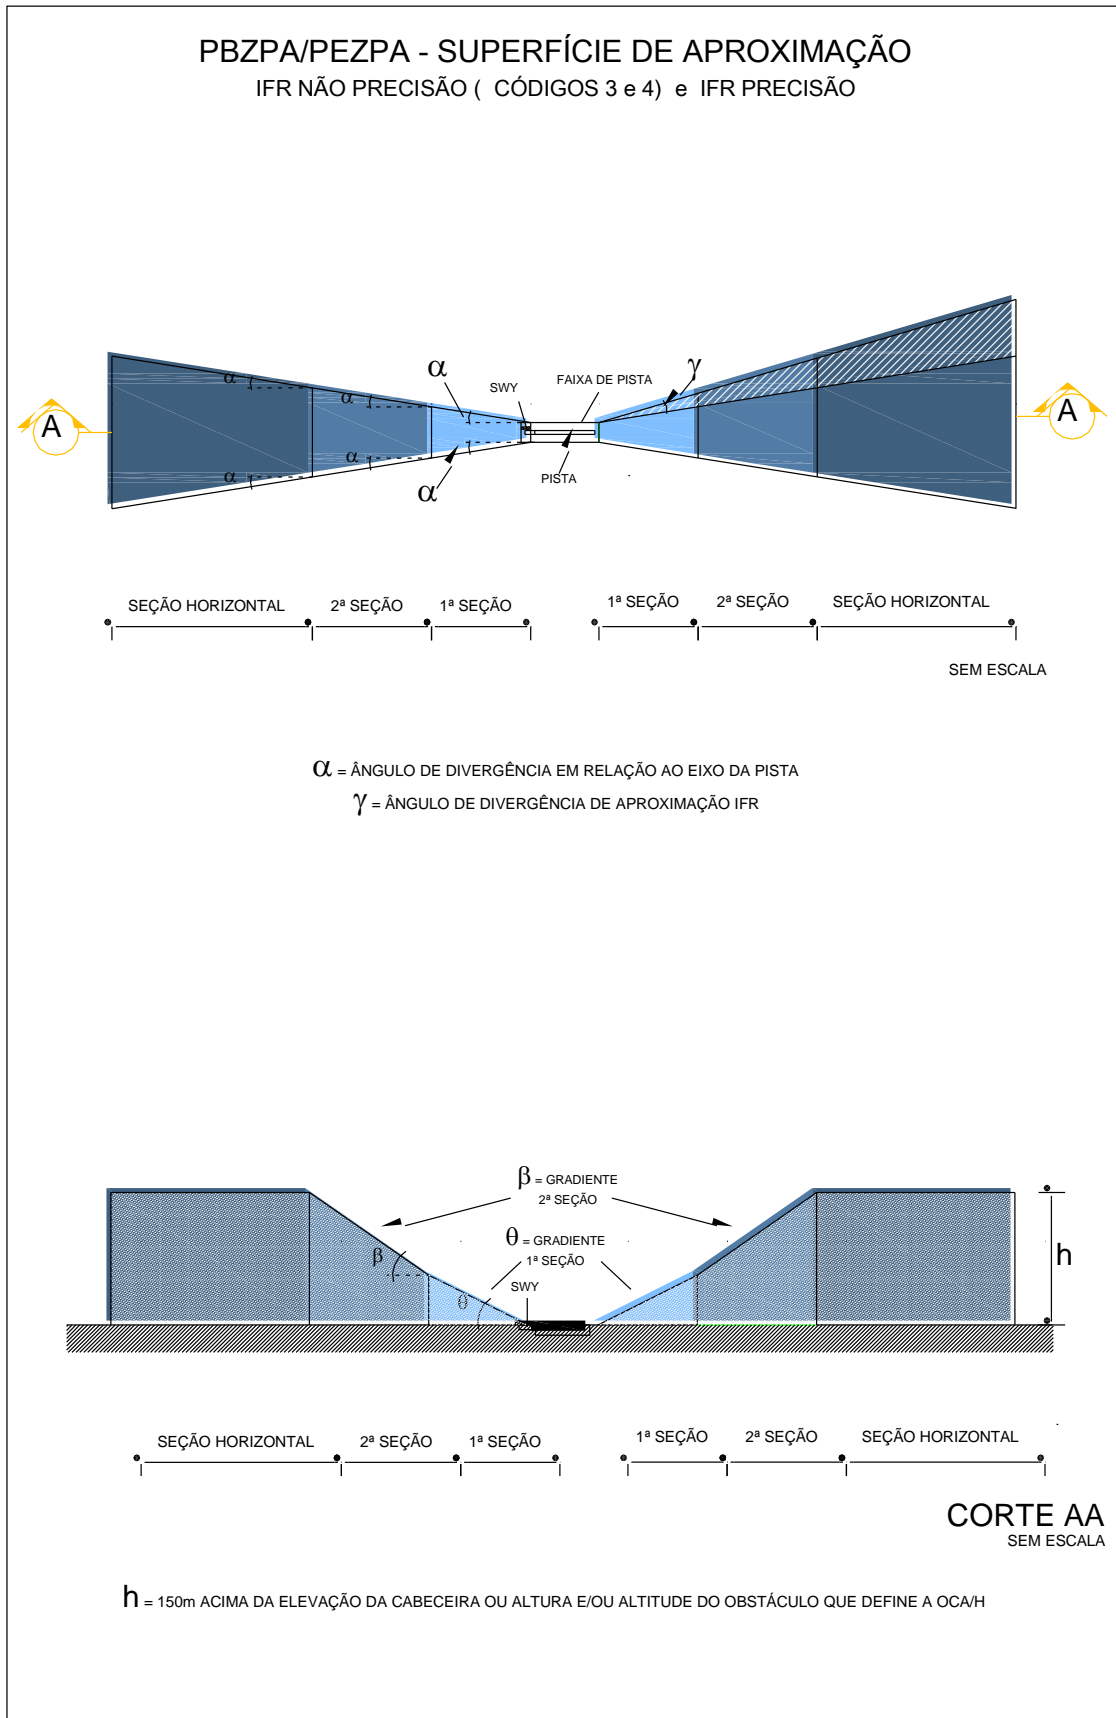 PBZPA/PEZPA - SUPERFÍCIE DE APROXIMAÇÃO
IFR NÃO PRECISÃO ( CÓDIGOS 3 e 4) e IFR PRECISÃO
α
γ
SWY
FAIXA DE PISTA
α
α
A
A
α
α
α
PISTA
SEÇÃO HORIZONTAL 2ª SEÇÃO 1ª SEÇÃO 1ª SEÇÃO 2ª SEÇÃO SEÇÃO HORIZONTAL
SEM ESCALA
α = ÂNGULO DE DIVERGÊNCIA EM RELAÇÃO AO EIXO DA PISTA
γ = ÂNGULO DE DIVERGÊNCIA DE APROXIMAÇÃO IFR
β = GRADIENTE
2ª SEÇÃO
θ = GRADIENTE
1ª SEÇÃO
β
h
SWY
θ
SEÇÃO HORIZONTAL 2ª SEÇÃO 1ª SEÇÃO 1ª SEÇÃO 2ª SEÇÃO SEÇÃO HORIZONTAL
CORTE AA
SEM ESCALA
h = 150m ACIMA DA ELEVAÇÃO DA CABECEIRA OU ALTURA E/OU ALTITUDE DO OBSTÁCULO QUE DEFINE A OCA/H